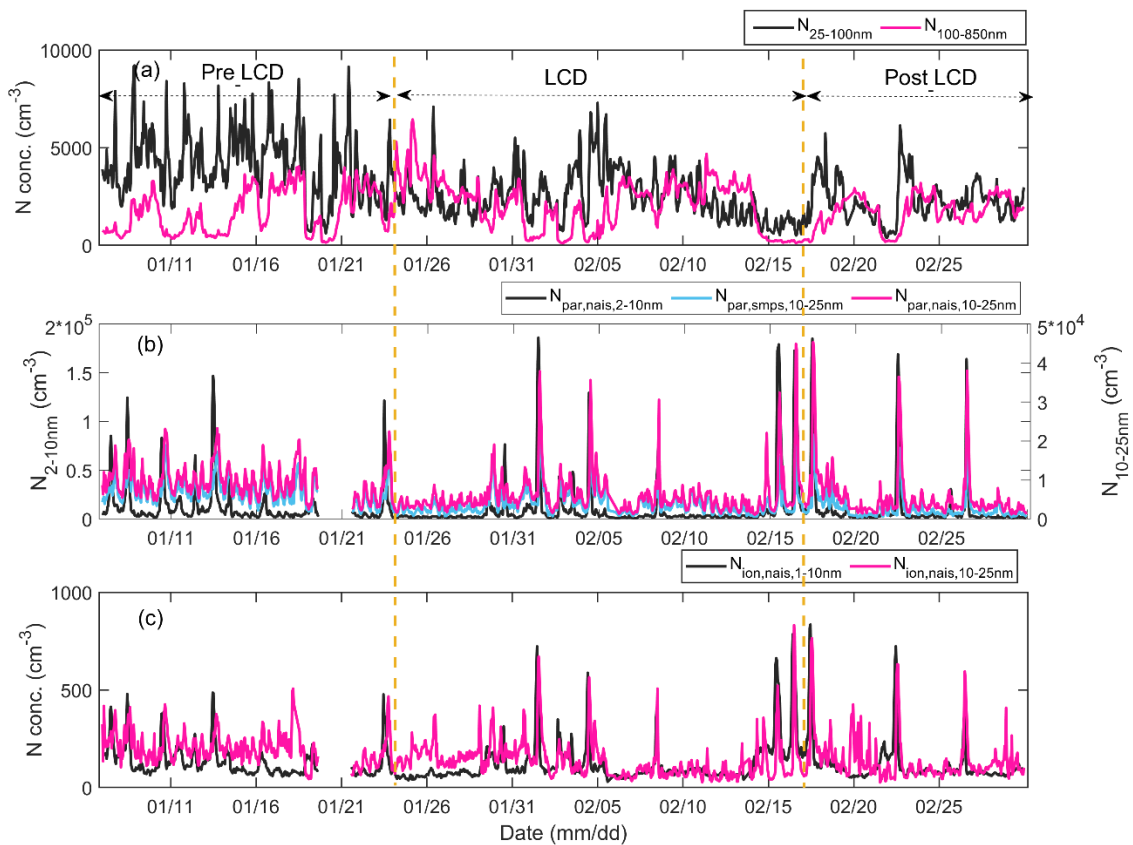 N25-100nm N100-850nm
10000
(a) Pre LCD LCD Post LCD
N conc. (cm-3)
5000
0
01/11 01/16 01/21 01/26 01/31 02/05 02/10 02/15 02/20 02/25
Npar,nais,2-10nm Npar,smps,10-25nm Npar,nais,10-25nm
2*10^5 5*10^4
(b)
N2-10nm (cm-3)
1.5
1
0.5
0
4
3
2
1
0
N10-25nm (cm-3)
01/11 01/16 01/21 01/26 01/31 02/05 02/10 02/15 02/20 02/25
Nion,nais,1-10nm Nion,nais,10-25nm
1000
(c)
N conc. (cm-3)
500
0
01/11 01/16 01/21 01/26 01/31 02/05 02/10 02/15 02/20 02/25
Date (mm/dd)